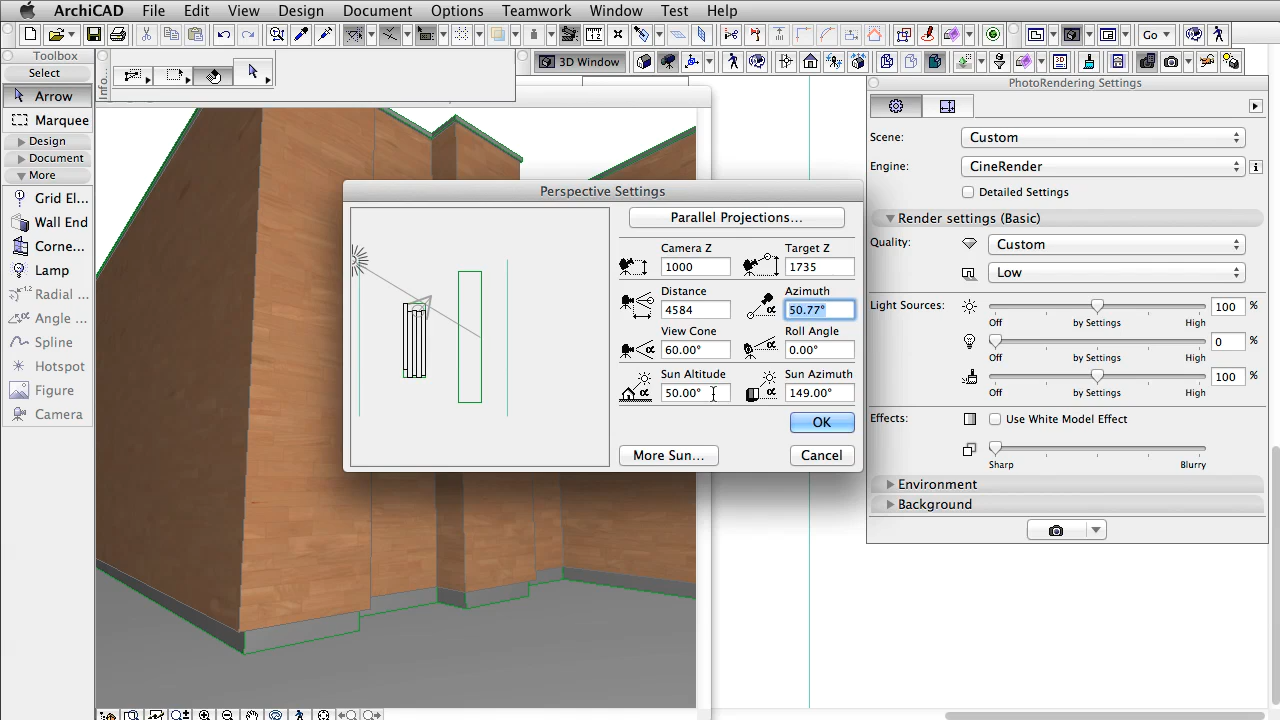 ArchiCAD File Edit View Design Document Options Teamwork Window Test Help
Go
Toolbox
Select
Arrow
Marquee
Design
Document
More
Grid El...
Wall End
Corne...
Lamp
Radial ...
Angle ...
Spline
Hotspot
Figure
Camera
Info.
3D Window
Perspective Settings
Parallel Projections...
Camera Z Target Z
1000 1735
Distance Azimuth
4584 50.77°
View Cone Roll Angle
60.00° 0.00°
Sun Altitude Sun Azimuth
50.00° 149.00°
OK
More Sun... Cancel
PhotoRendering Settings
Scene: Custom
Engine: CineRender
Detailed Settings
Render settings (Basic)
Quality: Custom
Low
Light Sources: 100 %
Off by Settings High
0 %
Off by Settings High
100 %
Off by Settings High
Effects: Use White Model Effect
Sharp Blurry
Environment
Background